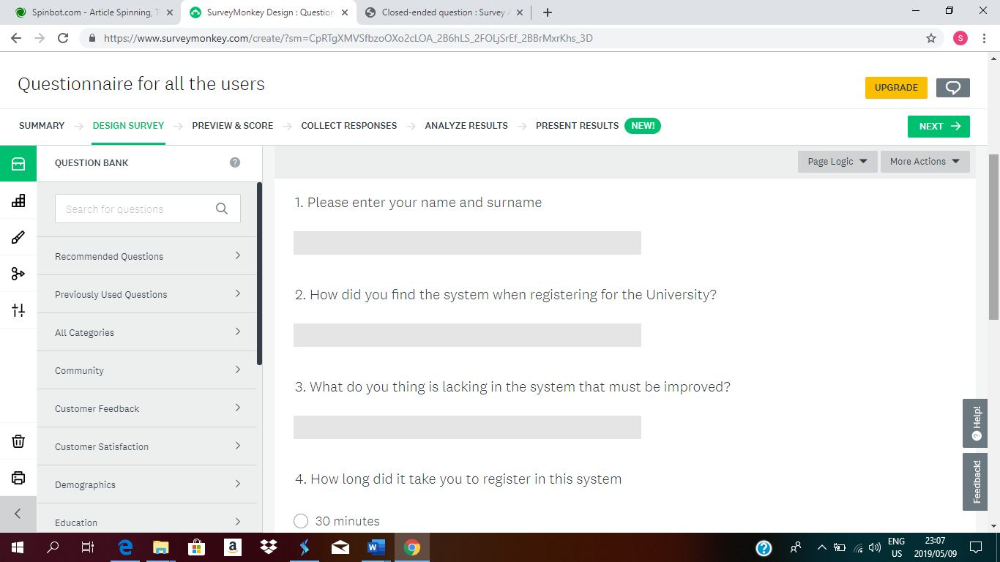 Spinbot.com - Article Spinning, T
SurveyMonkey Design : Question
Closed-ended question : Survey
https://www.surveymonkey.com/create/?sm=CpRTgXMVSfbzoOXo2cLOA_2B6hLS_2FOLjSrEf_2BBrMxrKhs_3D
S
Questionnaire for all the users
UPGRADE
SUMMARY
DESIGN SURVEY
PREVIEW & SCORE
COLLECT RESPONSES
ANALYZE RESULTS
PRESENT RESULTS
NEW!
NEXT
QUESTION BANK
?
Page Logic
More Actions
Search for questions
Recommended Questions
Previously Used Questions
All Categories
Community
Customer Feedback
Customer Satisfaction
Demographics
Education
1. Please enter your name and surname
2. How did you find the system when registering for the University?
3. What do you thing is lacking in the system that must be improved?
4. How long did it take you to register in this system
30 minutes
? Help!
Feedback!
ENG
US
23:07
2019/05/09